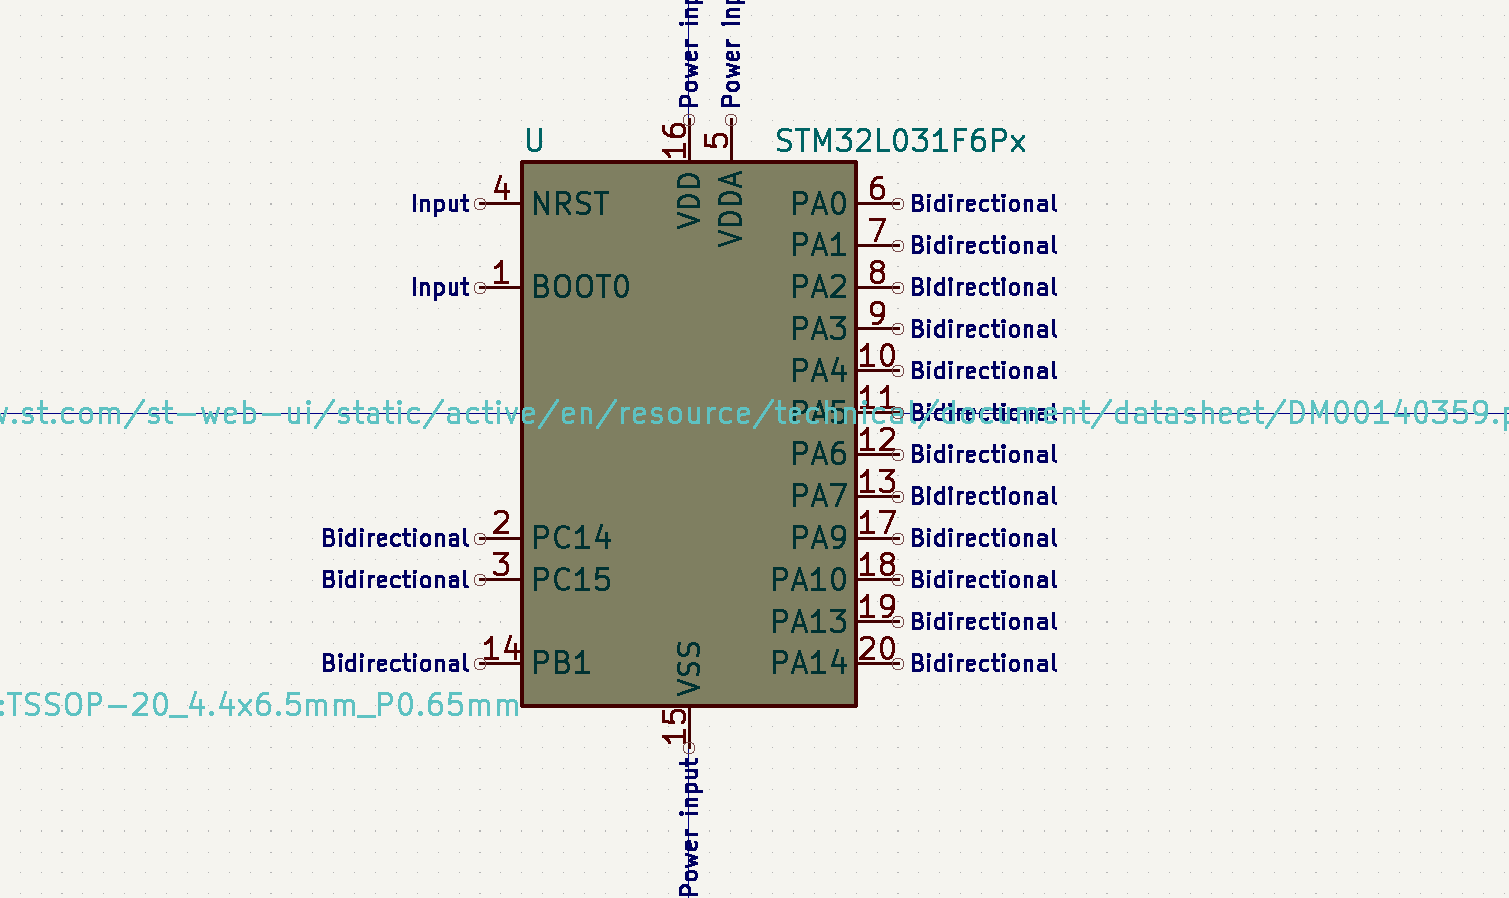 Power inp
Power inp
16
5
U
STM32L031F6Px
VDD
VDDA
Input 4 NRST
PA0 6 Bidirectional
PA1 7 Bidirectional
Input 1 BOOT0
PA2 8 Bidirectional
PA3 9 Bidirectional
PA4 10 Bidirectional
PA5 11 Bidirectional
w.st.com/st-web-ui/static/active/en/resource/technical/document/datasheet/DM00140359.p
PA6 12 Bidirectional
PA7 13 Bidirectional
Bidirectional 2 PC14
PA9 17 Bidirectional
Bidirectional 3 PC15
PA10 18 Bidirectional
PA13 19 Bidirectional
Bidirectional 14 PB1
PA14 20 Bidirectional
VSS
:TSSOP-20_4.4x6.5mm_P0.65mm
15
Power input